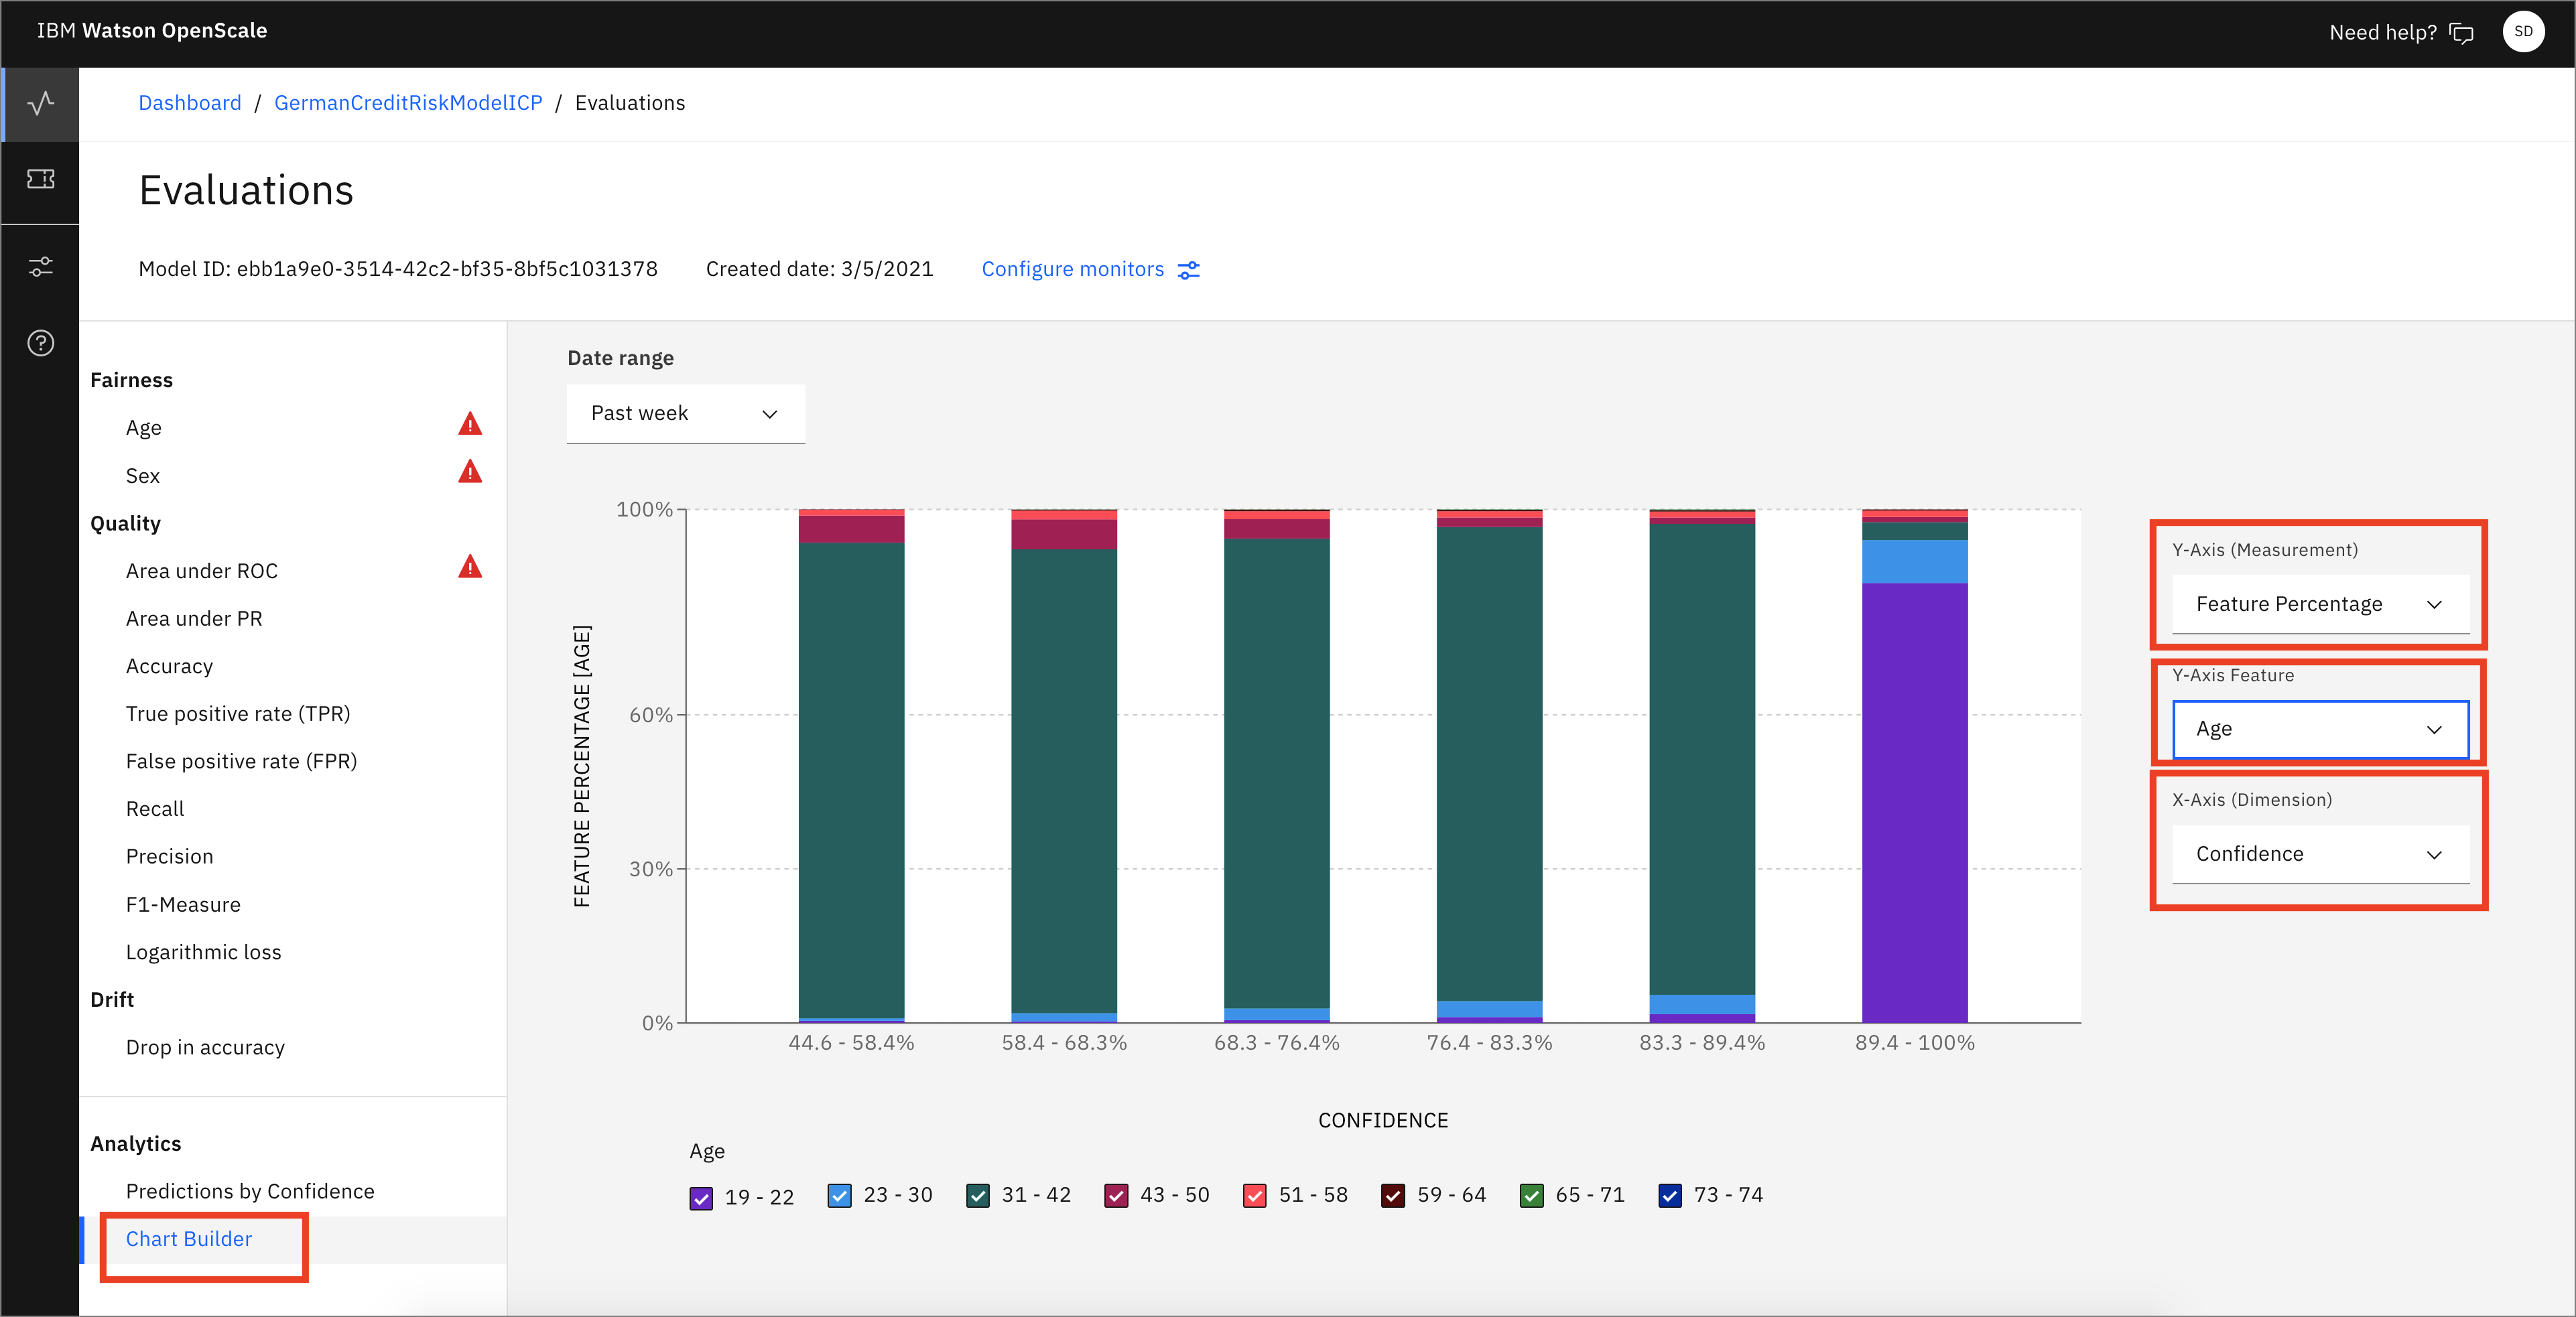 IBM Watson OpenScale
Need help?
SD
Dashboard / GermanCreditRiskModelICP / Evaluations
Evaluations
Model ID: ebb1a9e0-3514-42c2-bf35-8bf5c1031378
Created date: 3/5/2021
Configure monitors
Fairness
Age
Sex
Quality
Area under ROC
Area under PR
Accuracy
True positive rate (TPR)
False positive rate (FPR)
Recall
Precision
F1-Measure
Logarithmic loss
Drift
Drop in accuracy
Analytics
Predictions by Confidence
Chart Builder
Date range
Past week
FEATURE PERCENTAGE [AGE]
100%
60%
30%
0%
44.6 - 58.4%
58.4 - 68.3%
68.3 - 76.4%
76.4 - 83.3%
83.3 - 89.4%
89.4 - 100%
CONFIDENCE
Age
19 - 22
23 - 30
31 - 42
43 - 50
51 - 58
59 - 64
65 - 71
73 - 74
Y-Axis (Measurement)
Feature Percentage
Y-Axis Feature
Age
X-Axis (Dimension)
Confidence